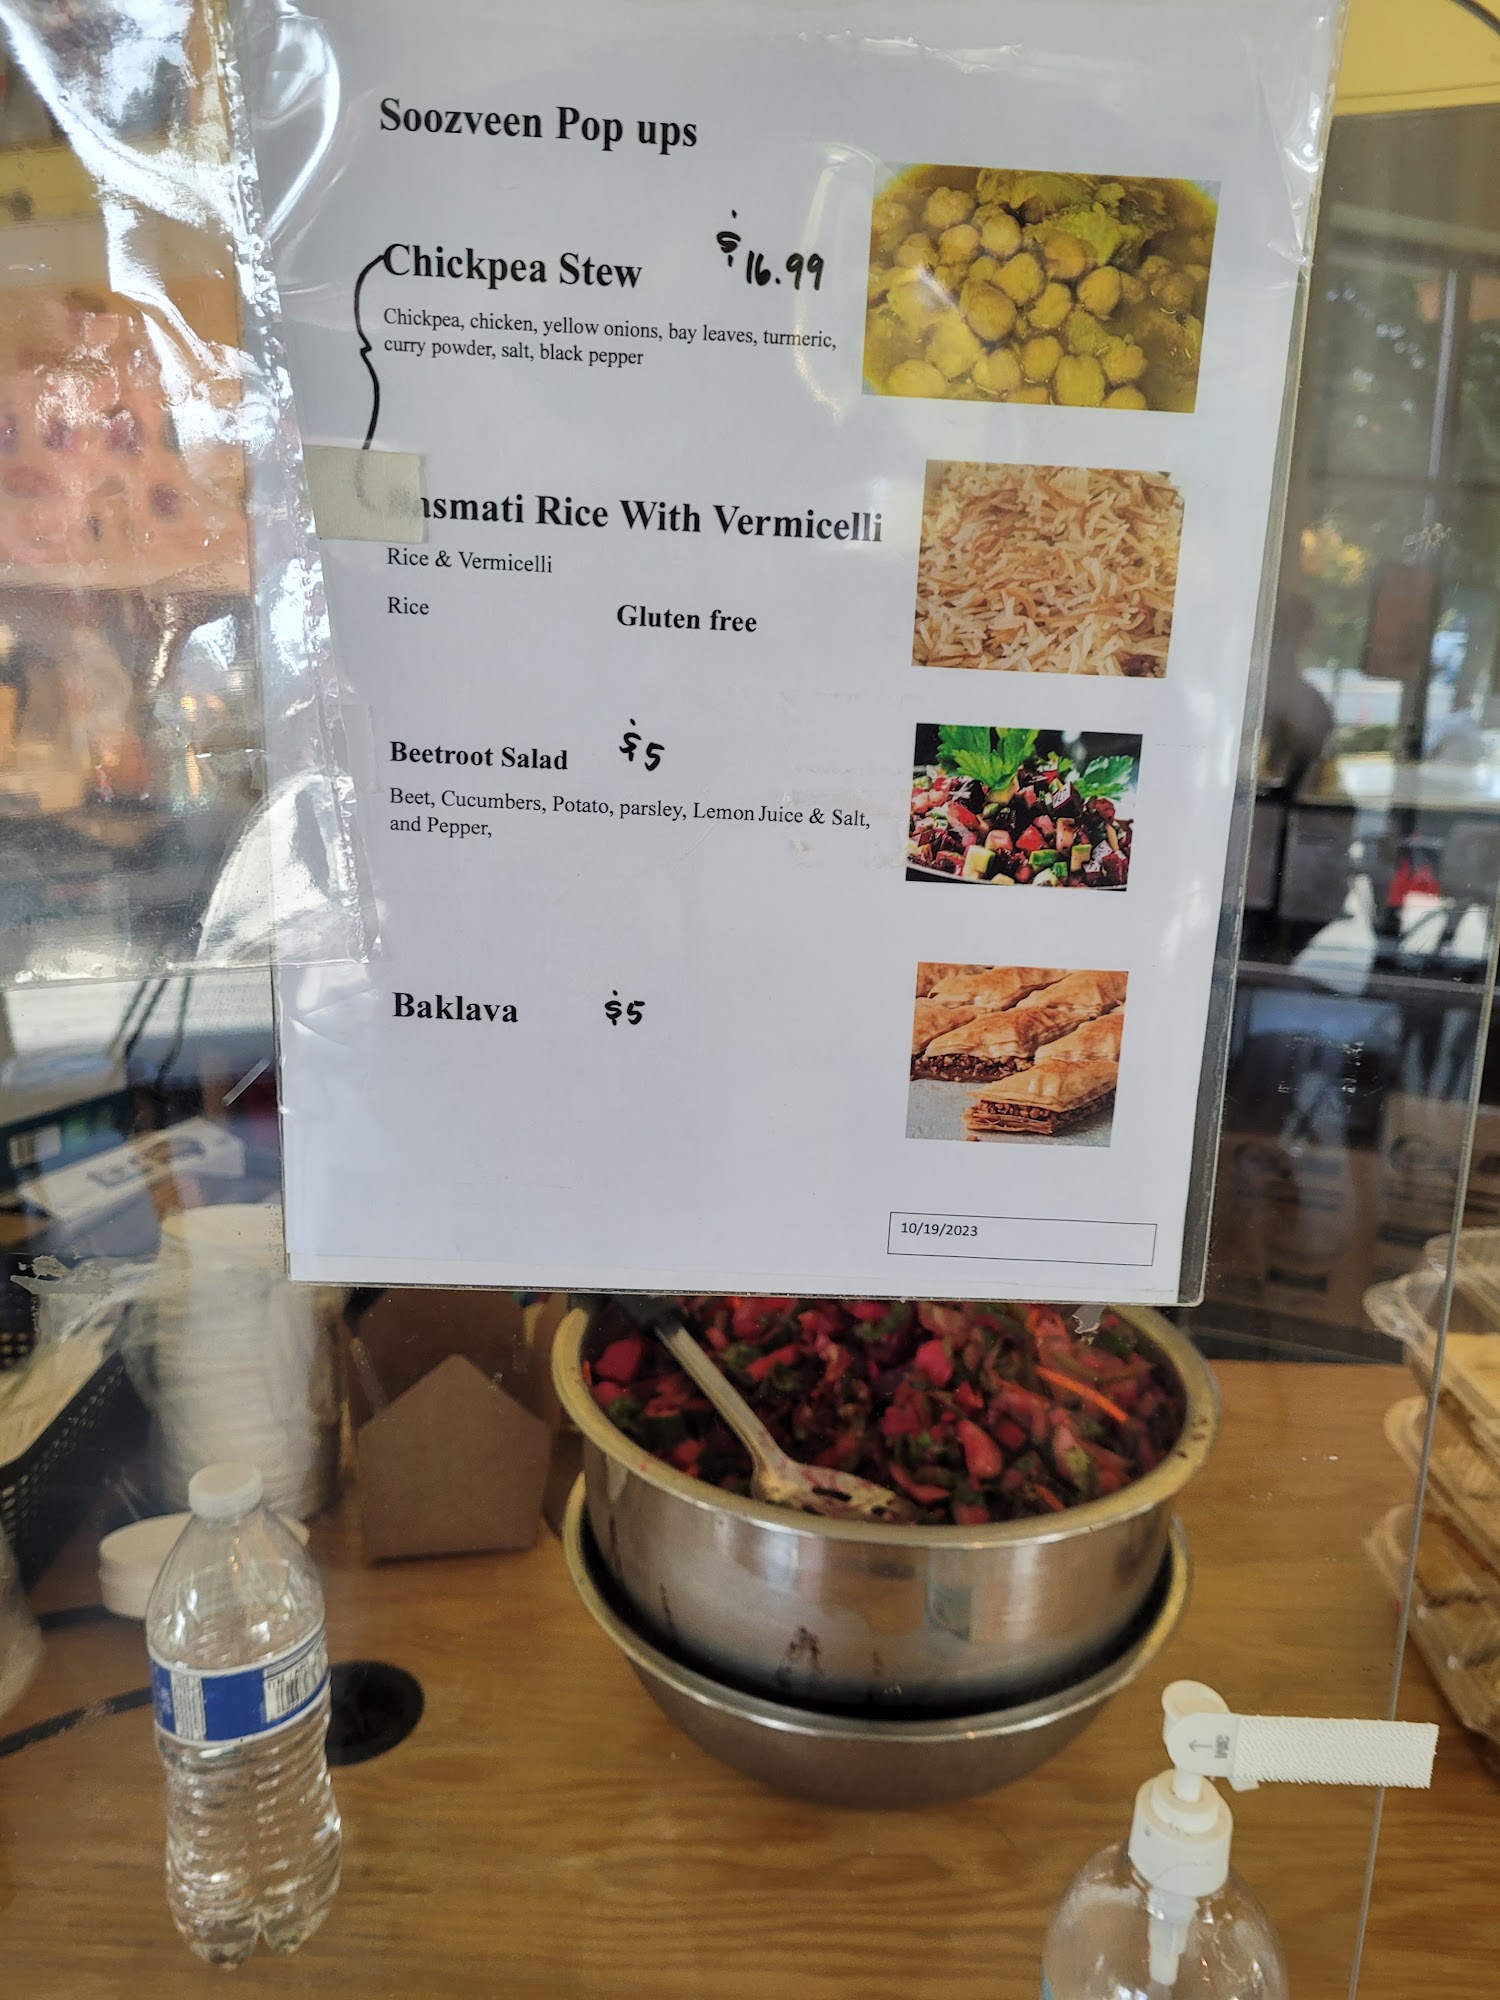 Soozveen Pop ups
Chickpea Stew $16.99
Chickpea, chicken, yellow onions, bay leaves, turmeric,
curry powder, salt, black pepper
Rice With Vermicelli
Rice & Vermicelli
Rice Gluten free
Beetroot Salad $5
Beet, Cucumbers, Potato, parsley, Lemon Juice & Salt,
and Pepper,
Baklava $5
10/19/2023
3M